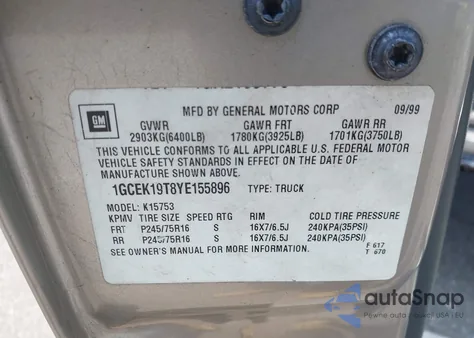 MFD BY GENERAL MOTORS CORP 09/99
GM
GVWR GAWR FRT GAWR RR
2903KG(6400LB) 1780KG(3925LB) 1701KG(3750LB)
THIS VEHICLE CONFORMS TO ALL APPLICABLE U.S. FEDERAL MOTOR
VEHICLE SAFETY STANDARDS IN EFFECT ON THE DATE OF
MANUFACTURE SHOWN ABOVE.
1GCEK19T8YE155896 TYPE: TRUCK
MODEL: K15753
KPMV TIRE SIZE SPEED RTG RIM COLD TIRE PRESSURE
FRT P245/75R16 S 16X7/6.5J 240KPA(35PSI)
RR P245/75R16 S 16X7/6.5J 240KPA(35PSI)
SEE OWNER'S MANUAL FOR MORE INFORMATION.
F 617
T 670
autoSnap
Pewne auto z USA | EU